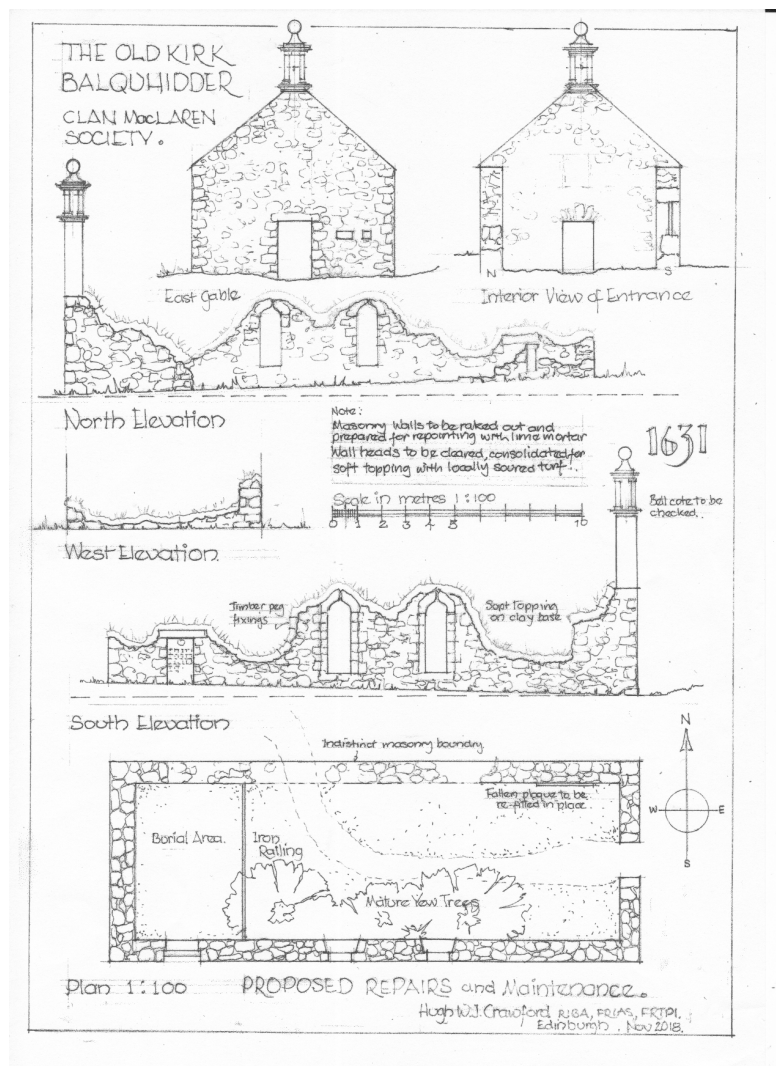 THE OLD KIRK
BALQUHIDDER
CLAN MacLAREN
SOCIETY.
East Gable
N
S
Interior View of Entrance
North Elevation
Note:
Masonry Walls to be raked out and
prepared for repointing with lime mortar
Wall heads to be cleared, consolidated for
soft topping with locally sourced turf!.
1631
Scale in metres 1:100
0 1 2 3 4 5 10
Bell cote to be
checked.
West Elevation.
Timber peg
fixings
Soft topping
on clay base
South Elevation
Indistinct masonry boundry
N
W
E
S
Fallen plaque to be
re-fitted in place
Burial Area.
Iron
Railing
Mature Yew Trees
Plan 1:100
PROPOSED REPAIRS and Maintenance.
Hugh W.J. Crawford RIBA, FRIAS, FRTPI.
Edinburgh. Nov 2018.